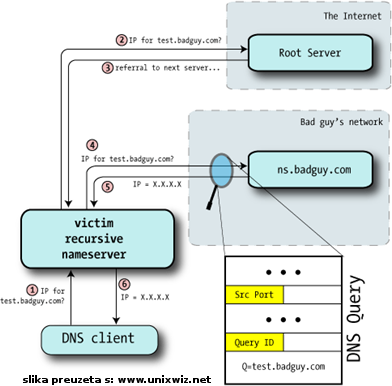 The Internet
2 IP for test.badguy.com?
3 referral to next server...
Root Server
Bad guy's network
4
IP for test.badguy.com?
5
IP = X.X.X.X
ns.badguy.com
victim
recursive
nameserver
1 IP for
test.badguy.com?
6
IP = X.X.X.X
DNS client
• • •
Src Port
• • •
Query ID
Q=test.badguy.com
DNS Query
slika preuzeta s: www.unixwiz.net